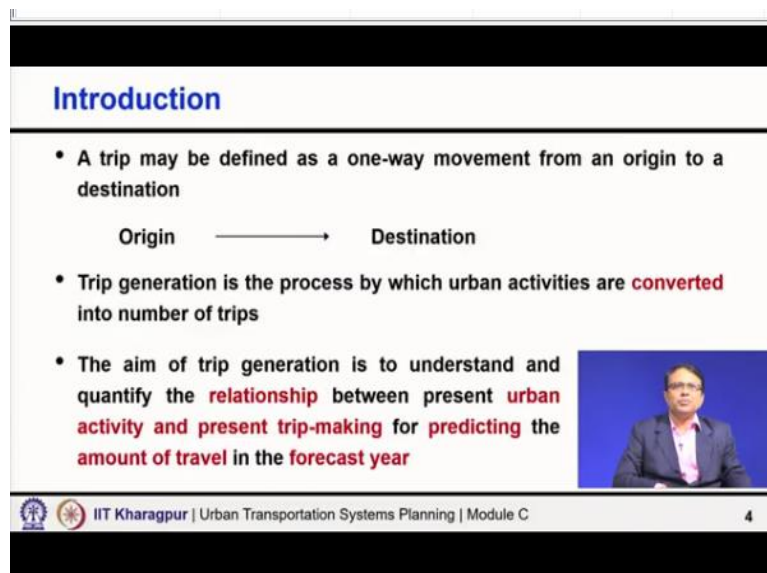 Introduction
• A trip may be defined as a one-way movement from an origin to a
destination
Origin Destination
• Trip generation is the process by which urban activities are converted
into number of trips
• The aim of trip generation is to understand and
quantify the relationship between present urban
activity and present trip-making for predicting the
amount of travel in the forecast year
IIT Kharagpur | Urban Transportation Systems Planning | Module C 4